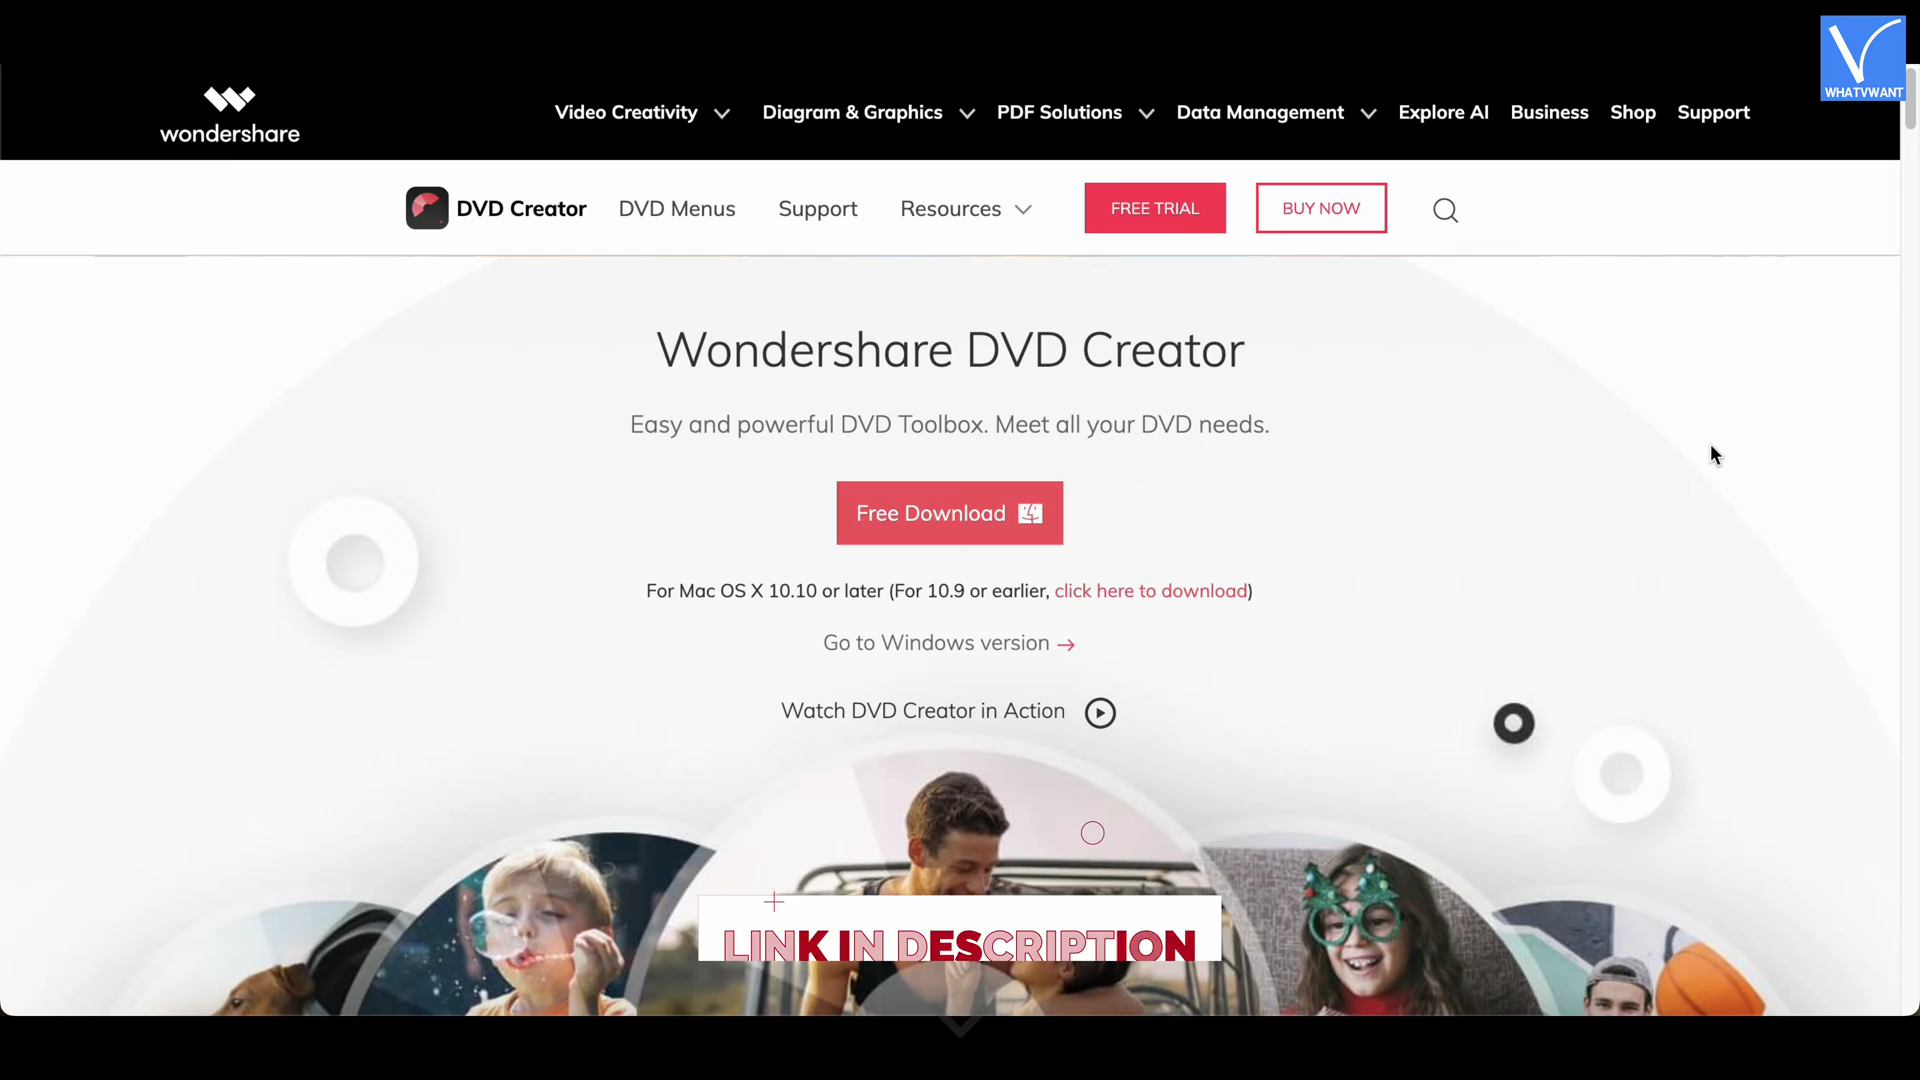 WHATVWANT
wondershare
Video Creativity Diagram & Graphics PDF Solutions Data Management Explore AI Business Shop Support
DVD Creator DVD Menus Support Resources FREE TRIAL BUY NOW
Wondershare DVD Creator
Easy and powerful DVD Toolbox. Meet all your DVD needs.
Free Download
For Mac OS X 10.10 or later (For 10.9 or earlier, click here to download)
Go to Windows version →
Watch DVD Creator in Action
LINK IN DESCRIPTION